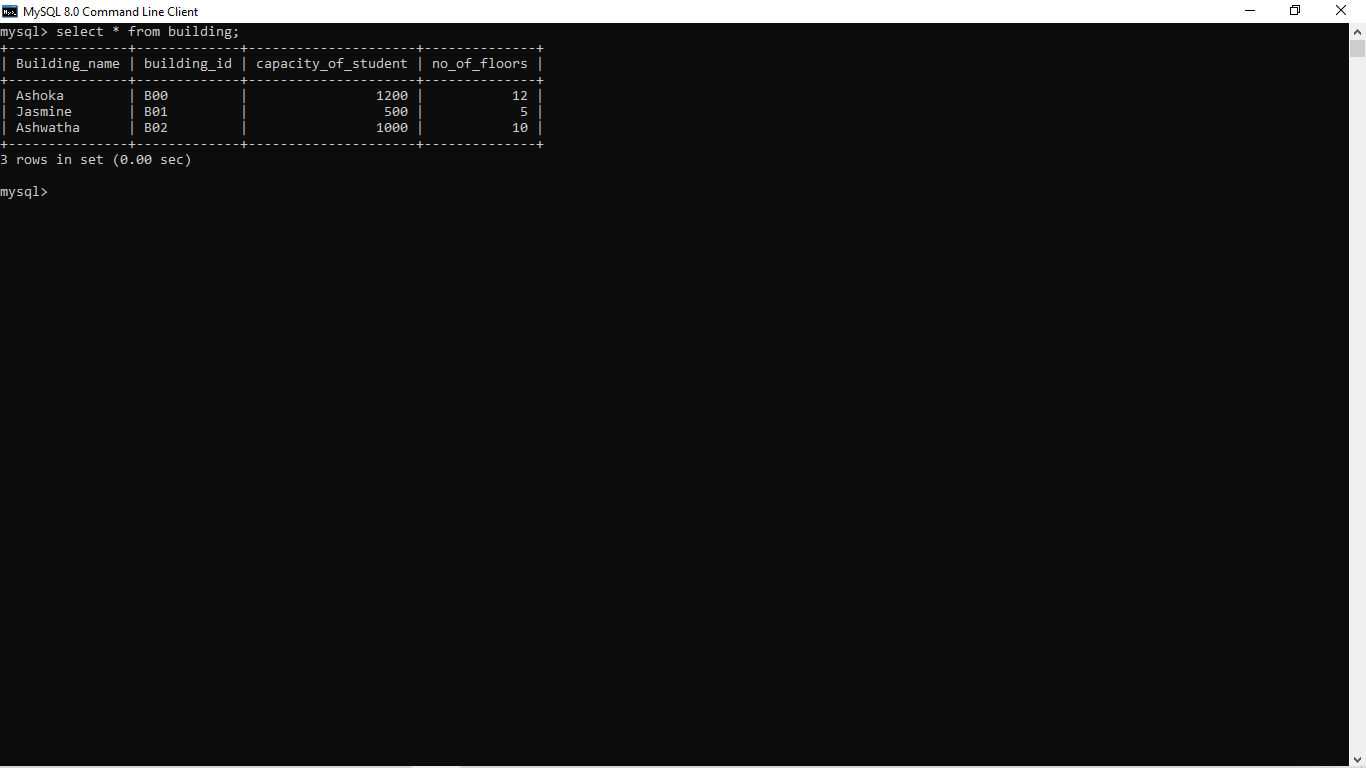 MySQL 8.0 Command Line Client
mysql> select * from building;
+---------------+-------------+---------------------+--------------+
| Building_name | building_id | capacity_of_student | no_of_floors |
+---------------+-------------+---------------------+--------------+
| Ashoka        | B00         |                1200 |           12 |
| Jasmine       | B01         |                 500 |            5 |
| Ashwatha      | B02         |                1000 |           10 |
+---------------+-------------+---------------------+--------------+
3 rows in set (0.00 sec)
mysql>